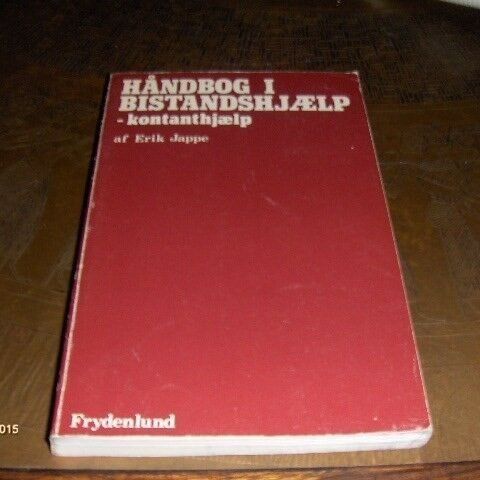 HÅNDBOG I
BISTANDSHJÆLP
- kontanthjælp
af Erik Jappe
Frydenlund
015